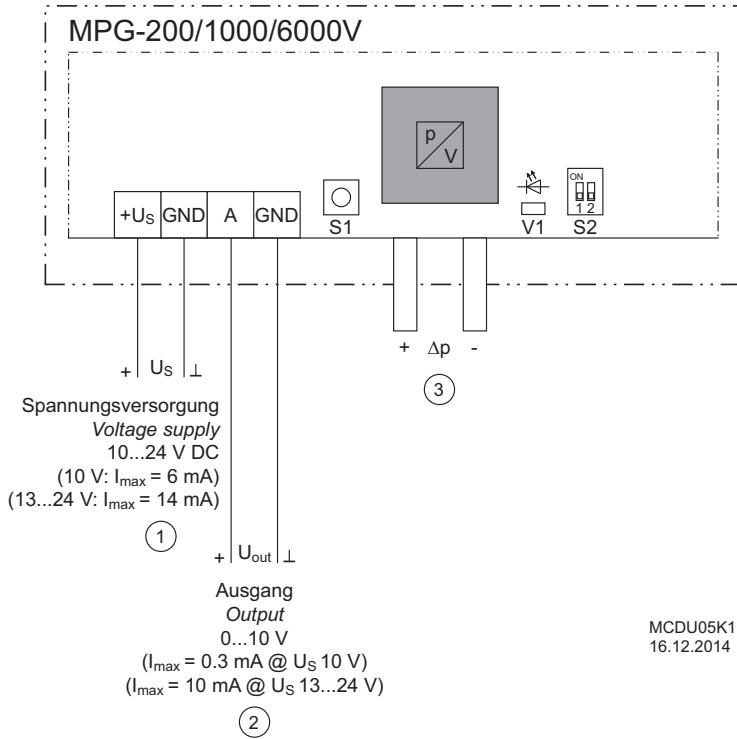 MPG-200/1000/6000V
p
V
ON
1 2
+US GND A GND
S1
V1
S2
+ US ⊥
+ Δp -
3
Spannungsversorgung
Voltage supply
10...24 V DC
(10 V: Imax = 6 mA)
(13...24 V: Imax = 14 mA)
1
+ Uout ⊥
Ausgang
Output
0...10 V
(Imax = 0.3 mA @ US 10 V)
(Imax = 10 mA @ US 13...24 V)
2
MCDU05K1
16.12.2014